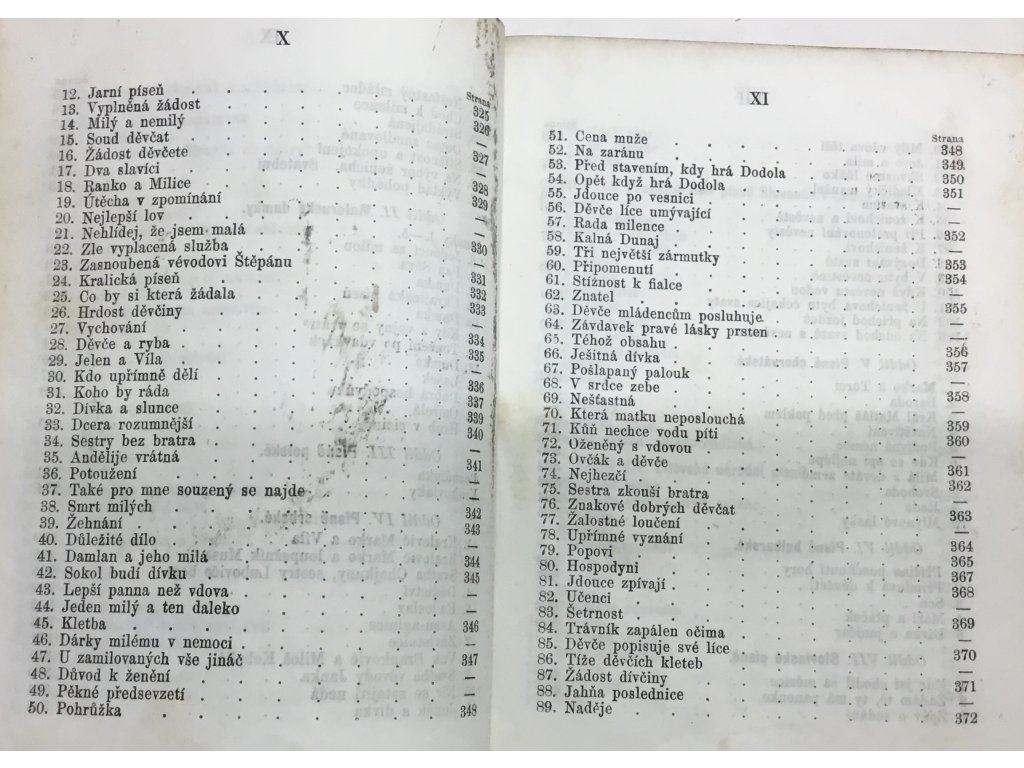 X
Strana
12. Jarní píseň . . . . . . . 325
13. Vyplněná žádost . . . . . . . 326
14. Milý a nemilý . . . . . . . —
15. Soud děvčat . . . . . . . 327
16. Žádost děvčete . . . . . . . —
17. Dva slavíci . . . . . . . 328
18. Ranko a Milice . . . . . . . 329
19. Útěcha v zpomínání . . . . . . —
20. Nejlepší lov . . . . . . . —
21. Nehlídej, že jsem malá . . . . . . 330
22. Zle vyplacená služba . . . . . . —
23. Zasnoubená vévodovi Štěpánu . . . . . 331
24. Kralická píseň . . . . . . . 332
25. Co by si která žádala . . . . . . 333
26. Hrdost děvčiny . . . . . . . —
27. Vychování . . . . . . . 334
28. Děvče a ryba . . . . . . . 335
29. Jelen a Víla . . . . . . . —
30. Kdo upřímně dělí . . . . . . . 336
31. Koho by ráda . . . . . . . 337
32. Dívka a slunce . . . . . . . 339
33. Dcera rozumnější . . . . . . . 340
34. Sestry bez bratra . . . . . . . —
35. Andělije vrátná . . . . . . . 341
36. Potoužení . . . . . . . —
37. Také pro mne souzený se najde . . . . . —
38. Smrt milých . . . . . . . 342
39. Žehnání . . . . . . . 343
40. Důležité dílo . . . . . . . —
41. Damlan a jeho milá . . . . . . 344
42. Sokol budí dívku . . . . . . . 345
43. Lepší panna než vdova . . . . . . —
44. Jeden milý a ten daleko . . . . . . —
45. Kletba . . . . . . . 346
46. Dárky milému v nemoci . . . . . . —
47. U zamilovaných vše jináč . . . . . . 347
48. Důvod k ženění . . . . . . . —
49. Pěkné předsevzetí . . . . . . . —
50. Pohrůžka . . . . . . . 348
XI
Strana
51. Cena muže . . . . . . . 348
52. Na zaránu . . . . . . . 349
53. Před stavením, kdy hrá Dodola . . . . . 350
54. Opět když hrá Dodola . . . . . . 351
55. Jdouce po vesnici . . . . . . —
56. Děvče líce umývající . . . . . . —
57. Rada milence . . . . . . . 352
58. Kalná Dunaj . . . . . . . —
59. Tři největší zármutky . . . . . . 353
60. Připomenutí . . . . . . . 354
61. Stížnost k fialce . . . . . . —
62. Znatel . . . . . . . 355
63. Děvče mládencům posluhuje . . . . . —
64. Závdavek pravé lásky prsten . . . . . —
65. Téhož obsahu . . . . . . . 356
66. Ješitná dívka . . . . . . . 357
67. Pošlapaný palouk . . . . . . —
68. V srdce zebe . . . . . . . 358
69. Nešťastná . . . . . . . —
70. Která matku neposlouchá . . . . . 359
71. Kůň nechce vodu píti . . . . . . 360
72. Oženěný s vdovou . . . . . . —
73. Ovčák a děvče . . . . . . 361
74. Nejhezčí . . . . . . . 362
75. Sestra zkouší bratra . . . . . . —
76. Znakové dobrých děvčat . . . . . 363
77. Žalostné loučení . . . . . . —
78. Upřímné vyznání . . . . . . 364
79. Popovi . . . . . . . 365
80. Hospodyni . . . . . . . 367
81. Jdouce zpívají . . . . . . . 368
82. Učenci . . . . . . . —
83. Šetrnost . . . . . . . 369
84. Trávník zapálen očima . . . . . —
85. Děvče popisuje své líce . . . . . 370
86. Tíže děvčích kleteb . . . . . . —
87. Žádost dívčiny . . . . . . 371
88. Jahňa poslednice . . . . . . —
89. Naděje . . . . . . . 372